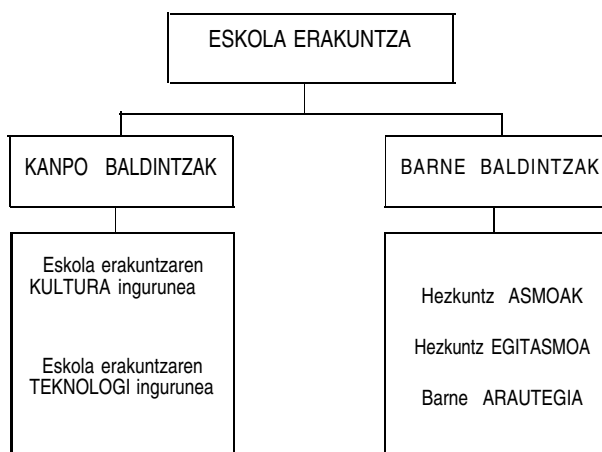 ESKOLA ERAKUNTZA
KANPO BALDINTZAK
BARNE BALDINTZAK
Eskola erakuntzaren
KULTURA ingurunea
Eskola erakuntzaren
TEKNOLOGI ingurunea
Hezkuntz ASMOAK
Hezkuntz EGITASMOA
Barne ARAUTEGIA